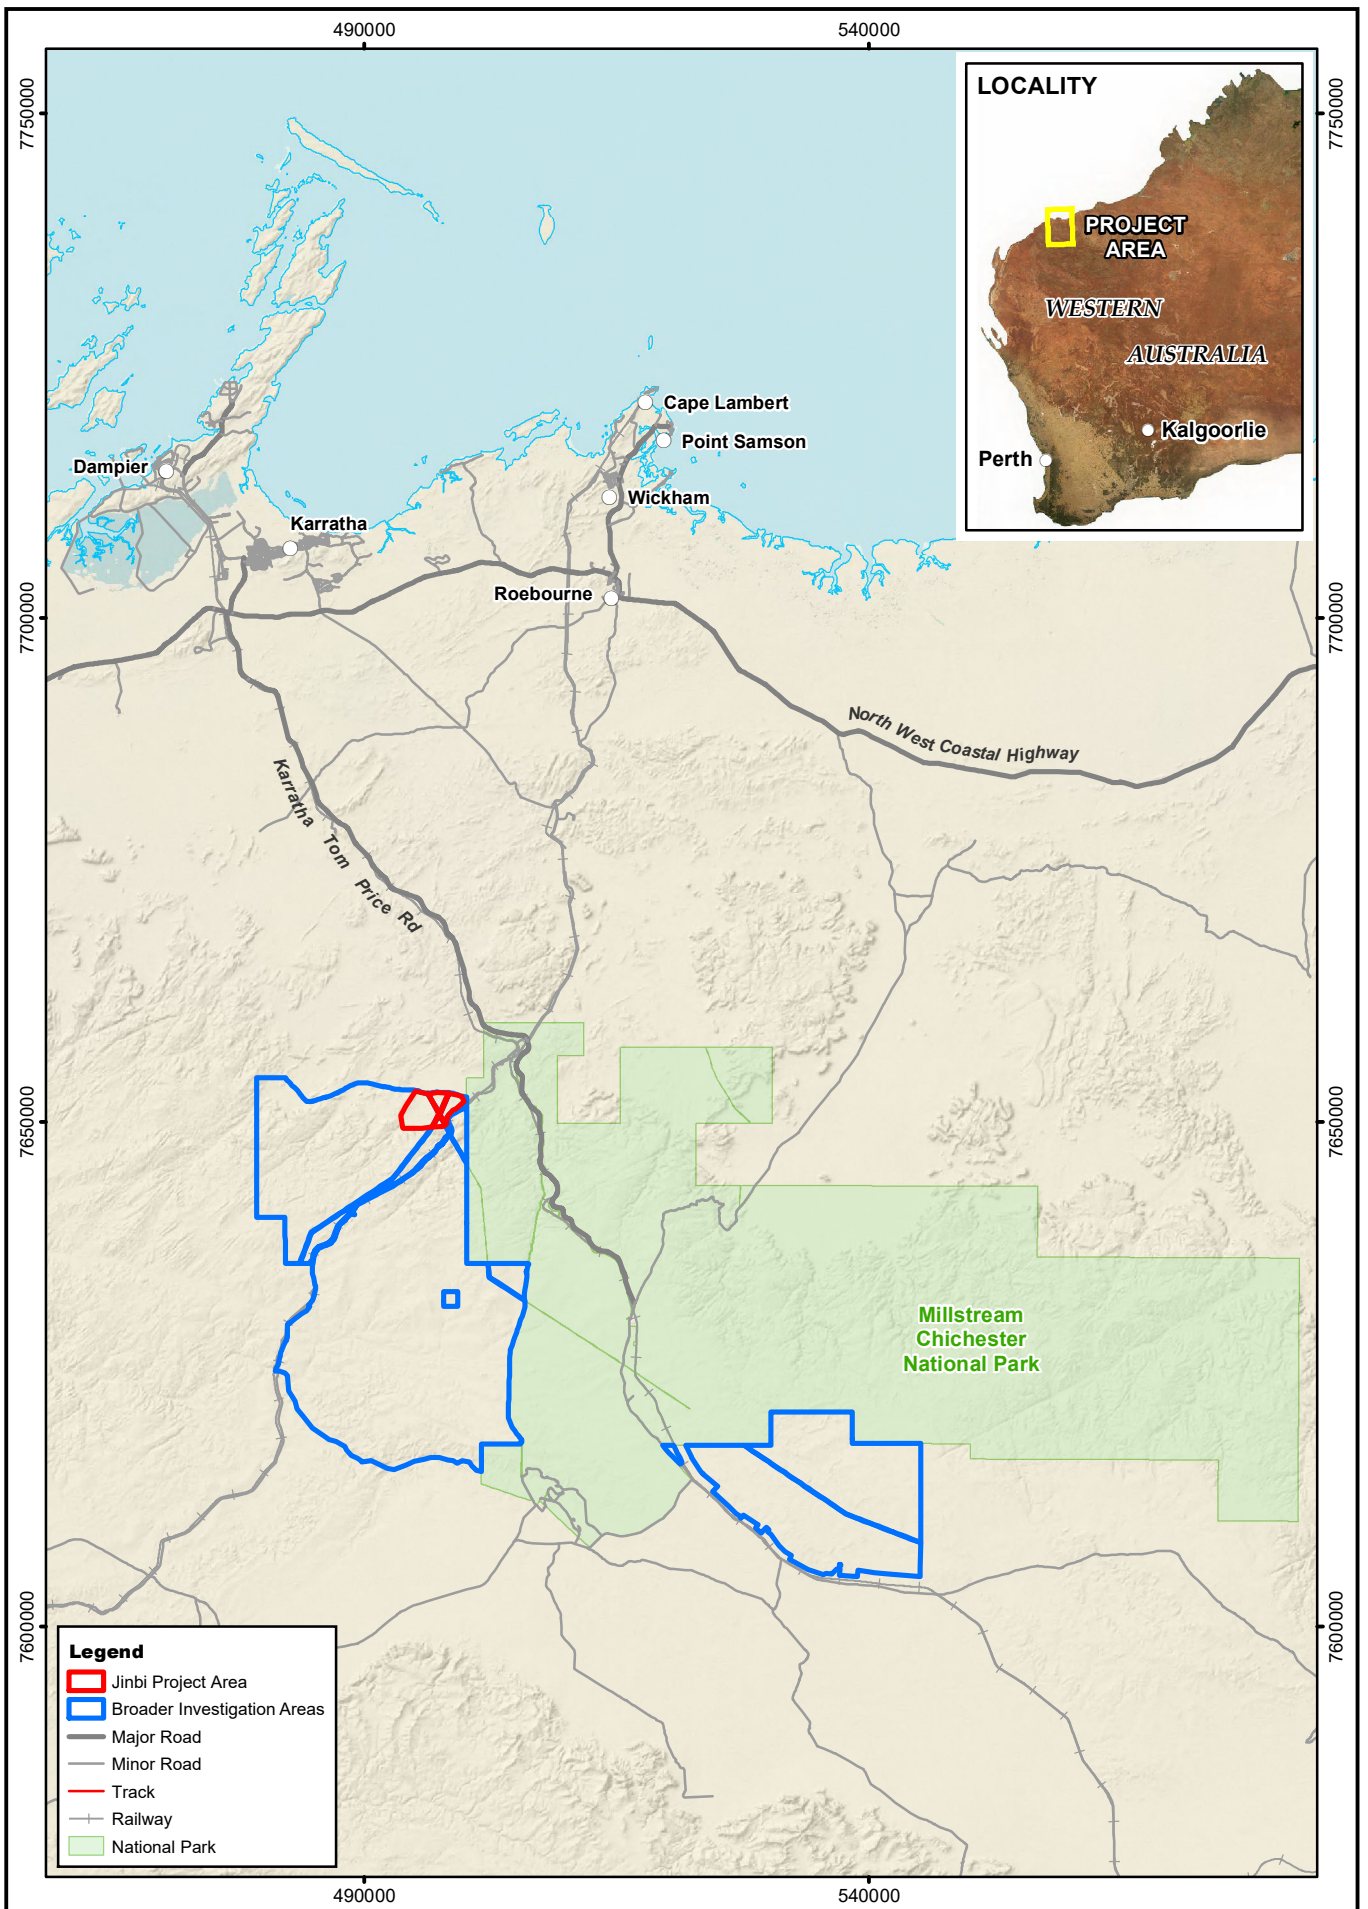 490000
540000
7750000
7750000
LOCALITY
PROJECT
AREA
WESTERN
AUSTRALIA
Kalgoorlie
Perth
Cape Lambert
Point Samson
Dampier
Wickham
Karratha
Roebourne
7700000
7700000
North West Coastal Highway
Karratha Tom Price Rd
7650000
7650000
Millstream
Chichester
National Park
7600000
7600000
Legend
Jinbi Project Area
Broader Investigation Areas
Major Road
Minor Road
Track
Railway
National Park
490000
540000